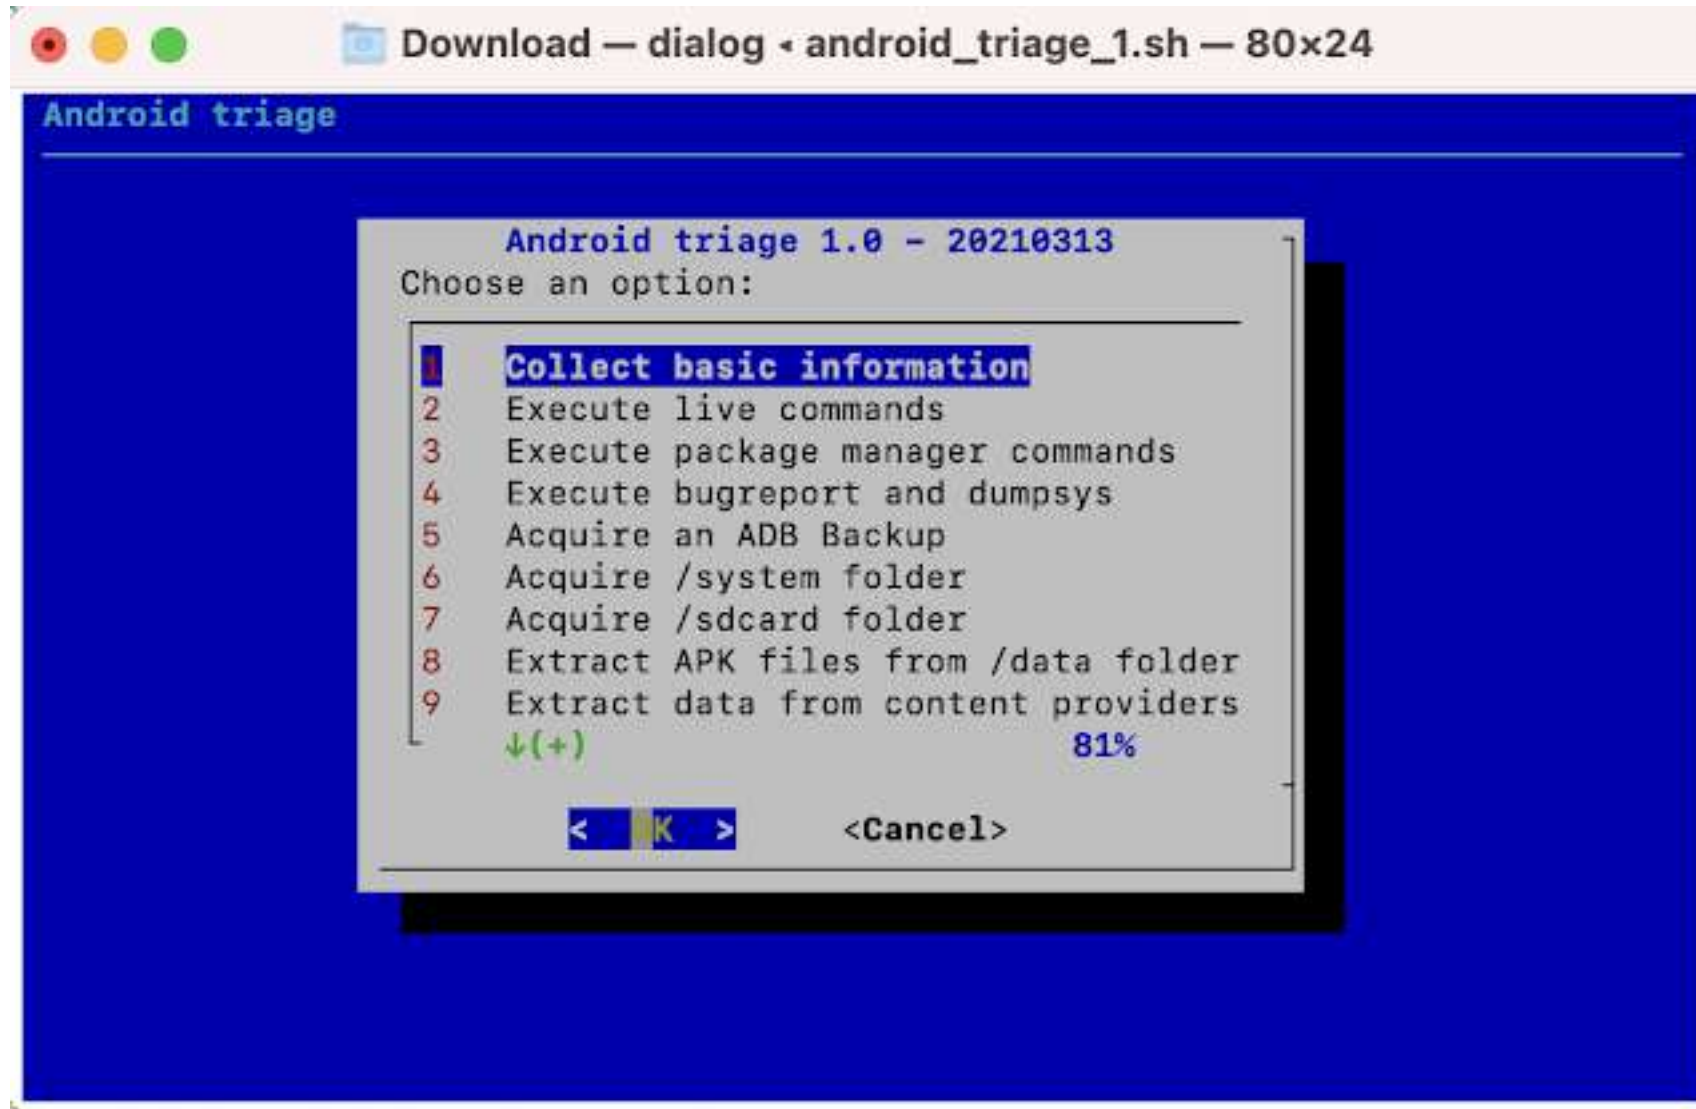 Download — dialog ◂ android_triage_1.sh — 80×24
Android triage
Android triage 1.0 – 20210313
Choose an option:
1 Collect basic information
2 Execute live commands
3 Execute package manager commands
4 Execute bugreport and dumpsys
5 Acquire an ADB Backup
6 Acquire /system folder
7 Acquire /sdcard folder
8 Extract APK files from /data folder
9 Extract data from content providers
↓(+) 81%
< OK > <Cancel>